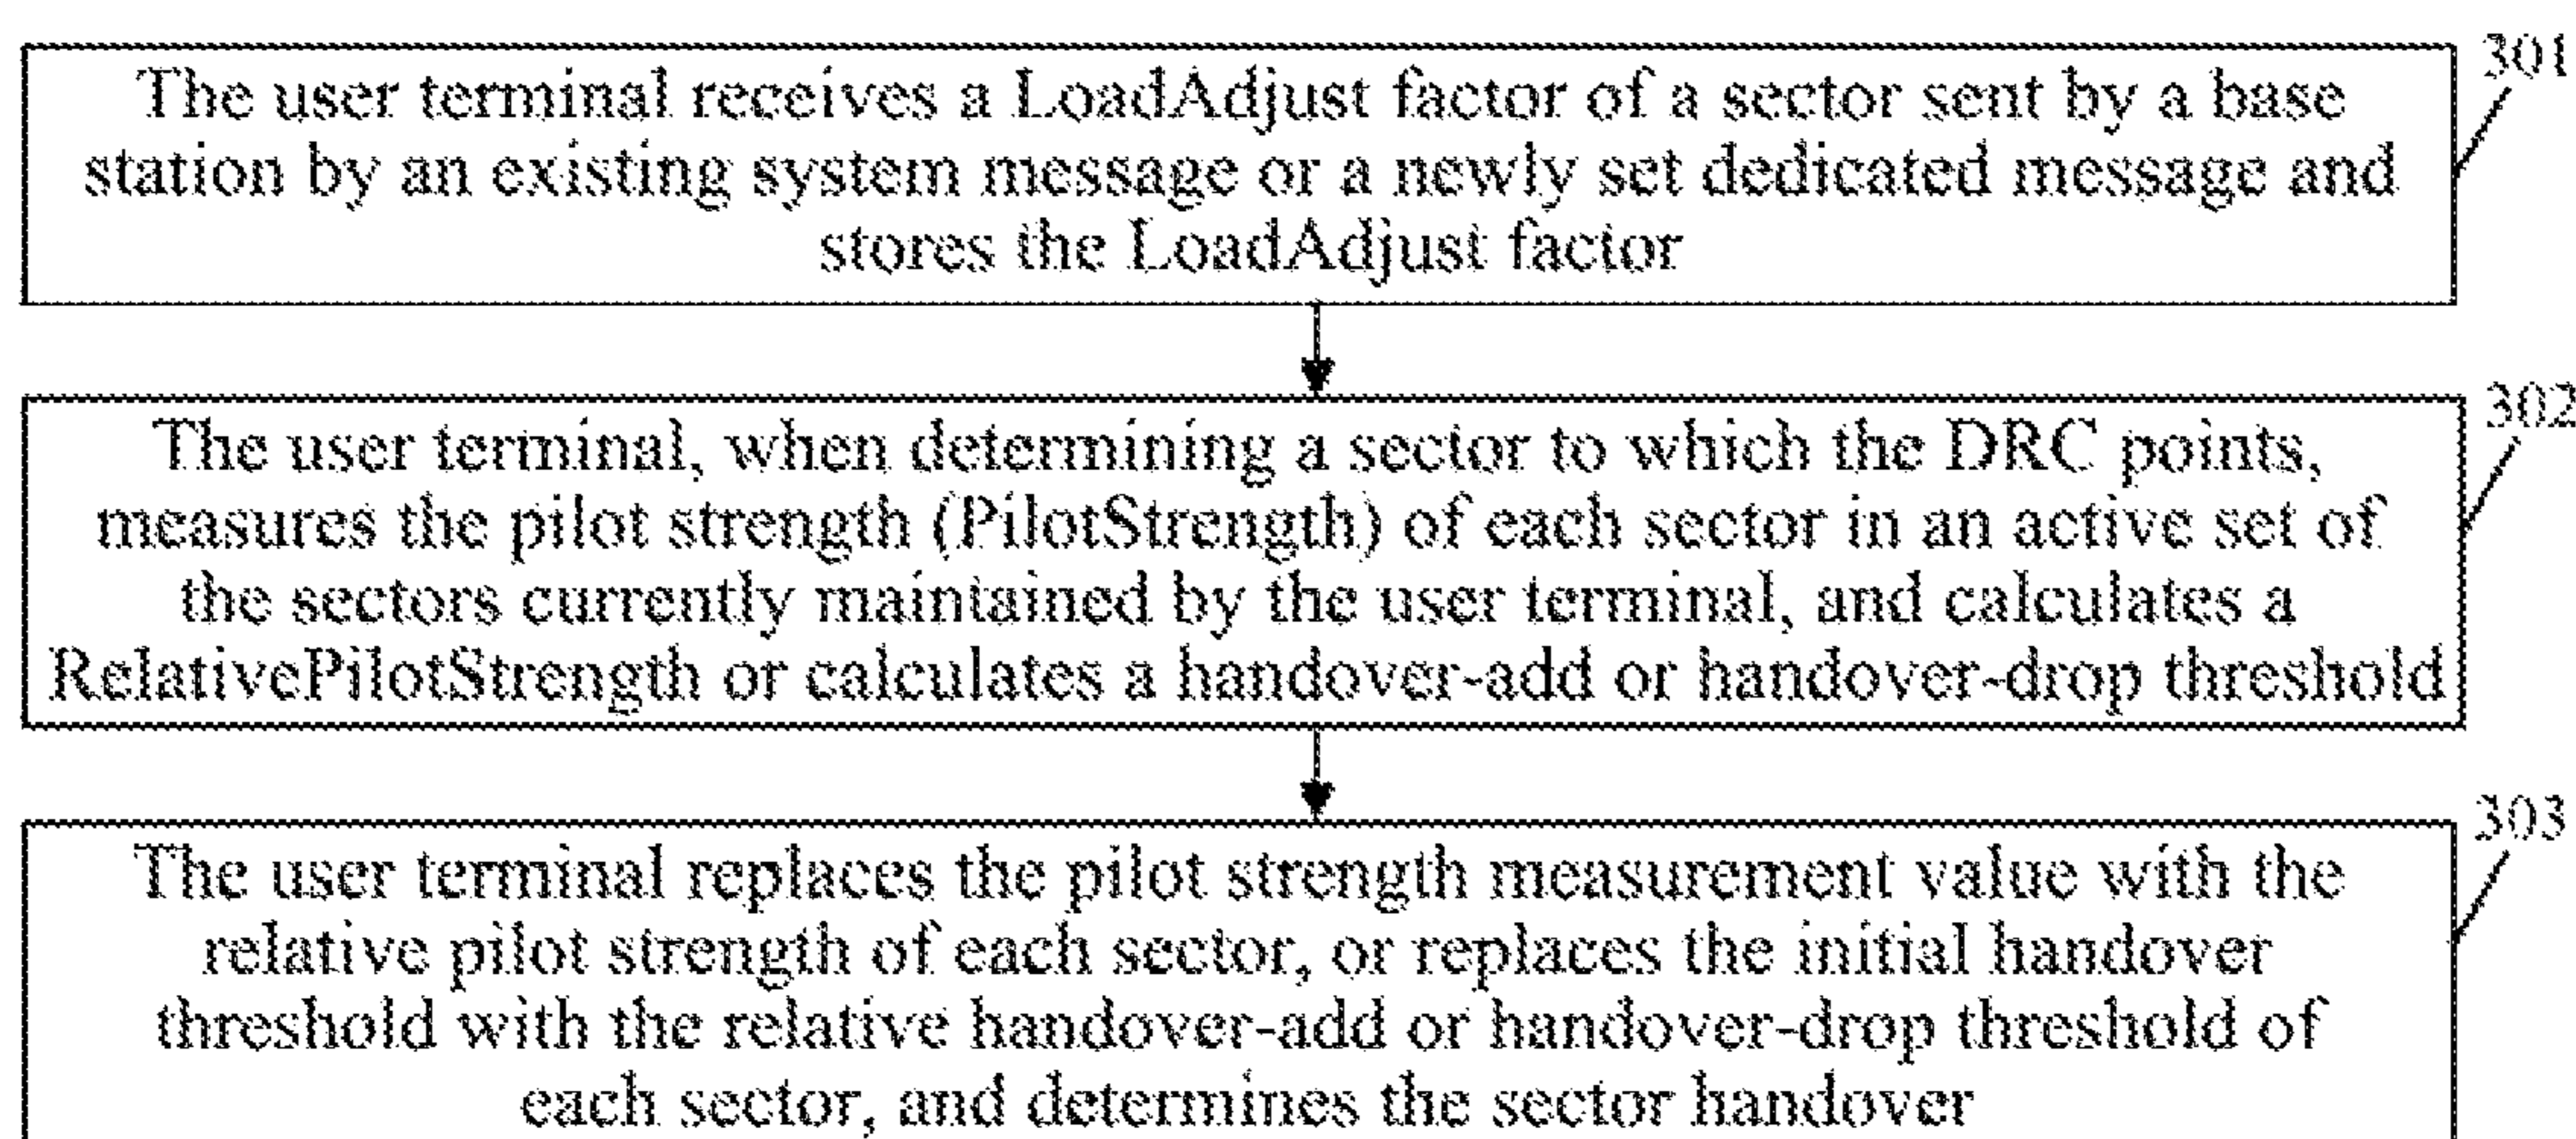 301
The user terminal receives a LoadAdjust factor of a sector sent by a base
station by an existing system message or a newly set dedicated message and
stores the LoadAdjust factor
302
The user terminal, when determining a sector to which the DRC points,
measures the pilot strength (PilotStrength) of each sector in an active set of
the sectors currently maintained by the user terminal, and calculates a
RelativePilotStrength or calculates a handover-add or handover-drop threshold
303
The user terminal replaces the pilot strength measurement value with the
relative pilot strength of each sector, or replaces the initial handover
threshold with the relative handover-add or handover-drop threshold of
each sector, and determines the sector handover